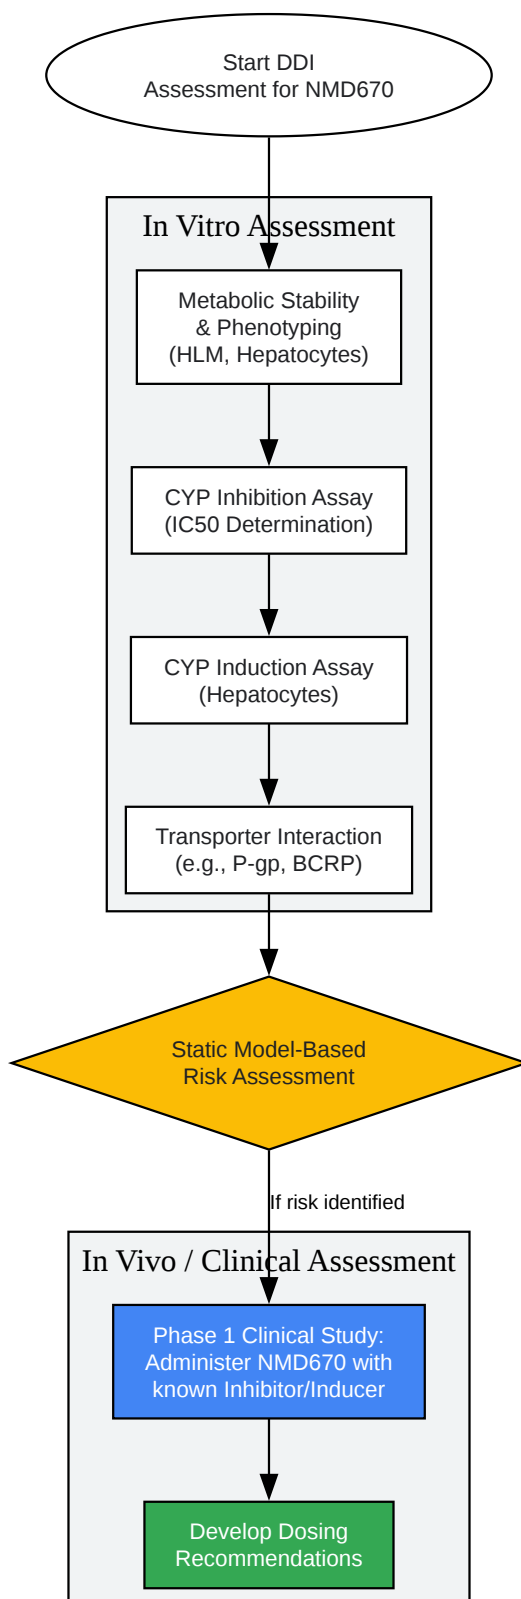 Start DDI
Assessment for NMD670
In Vitro Assessment
Metabolic Stability
& Phenotyping
(HLM, Hepatocytes)
CYP Inhibition Assay
(IC50 Determination)
CYP Induction Assay
(Hepatocytes)
Transporter Interaction
(e.g., P-gp, BCRP)
Static Model-Based
Risk Assessment
If risk identified
In Vivo / Clinical Assessment
Phase 1 Clinical Study:
Administer NMD670 with
known Inhibitor/Inducer
Develop Dosing
Recommendations